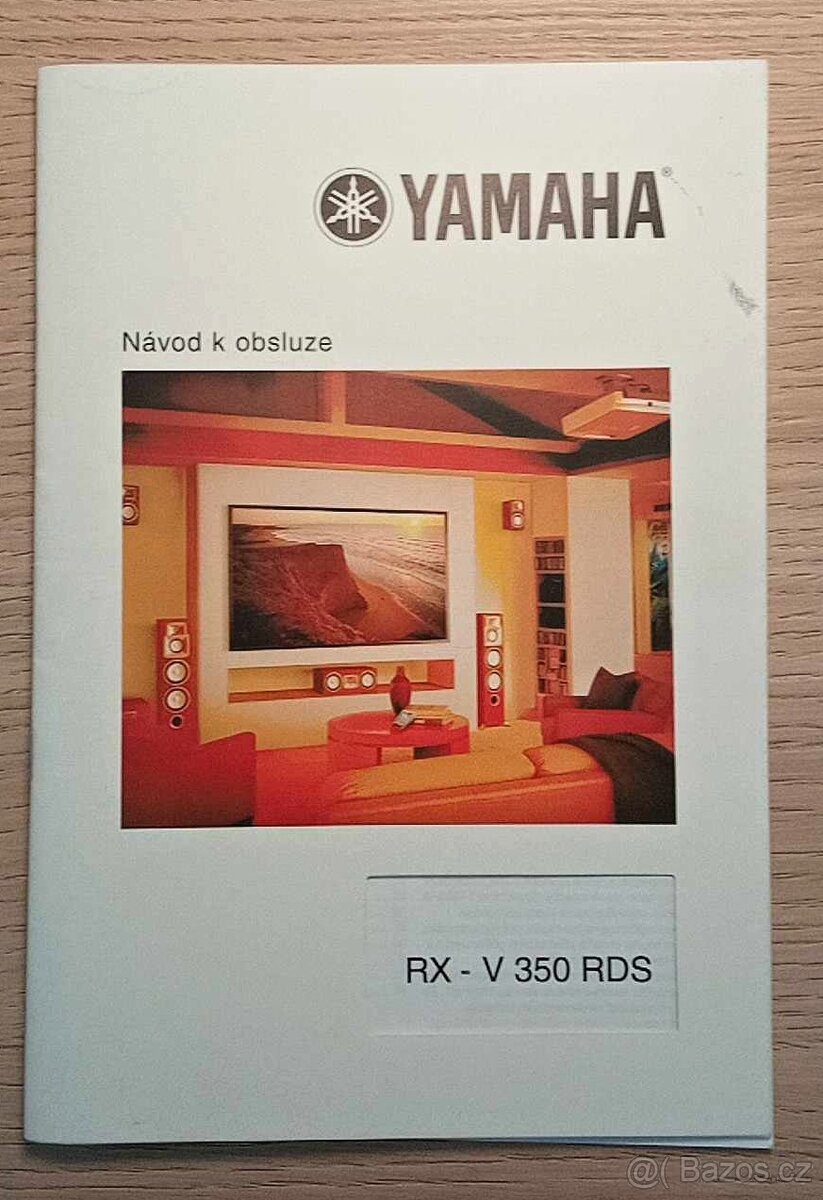 YAMAHA®
Návod k obsluze
RX - V 350 RDS
@( Bazos.cz